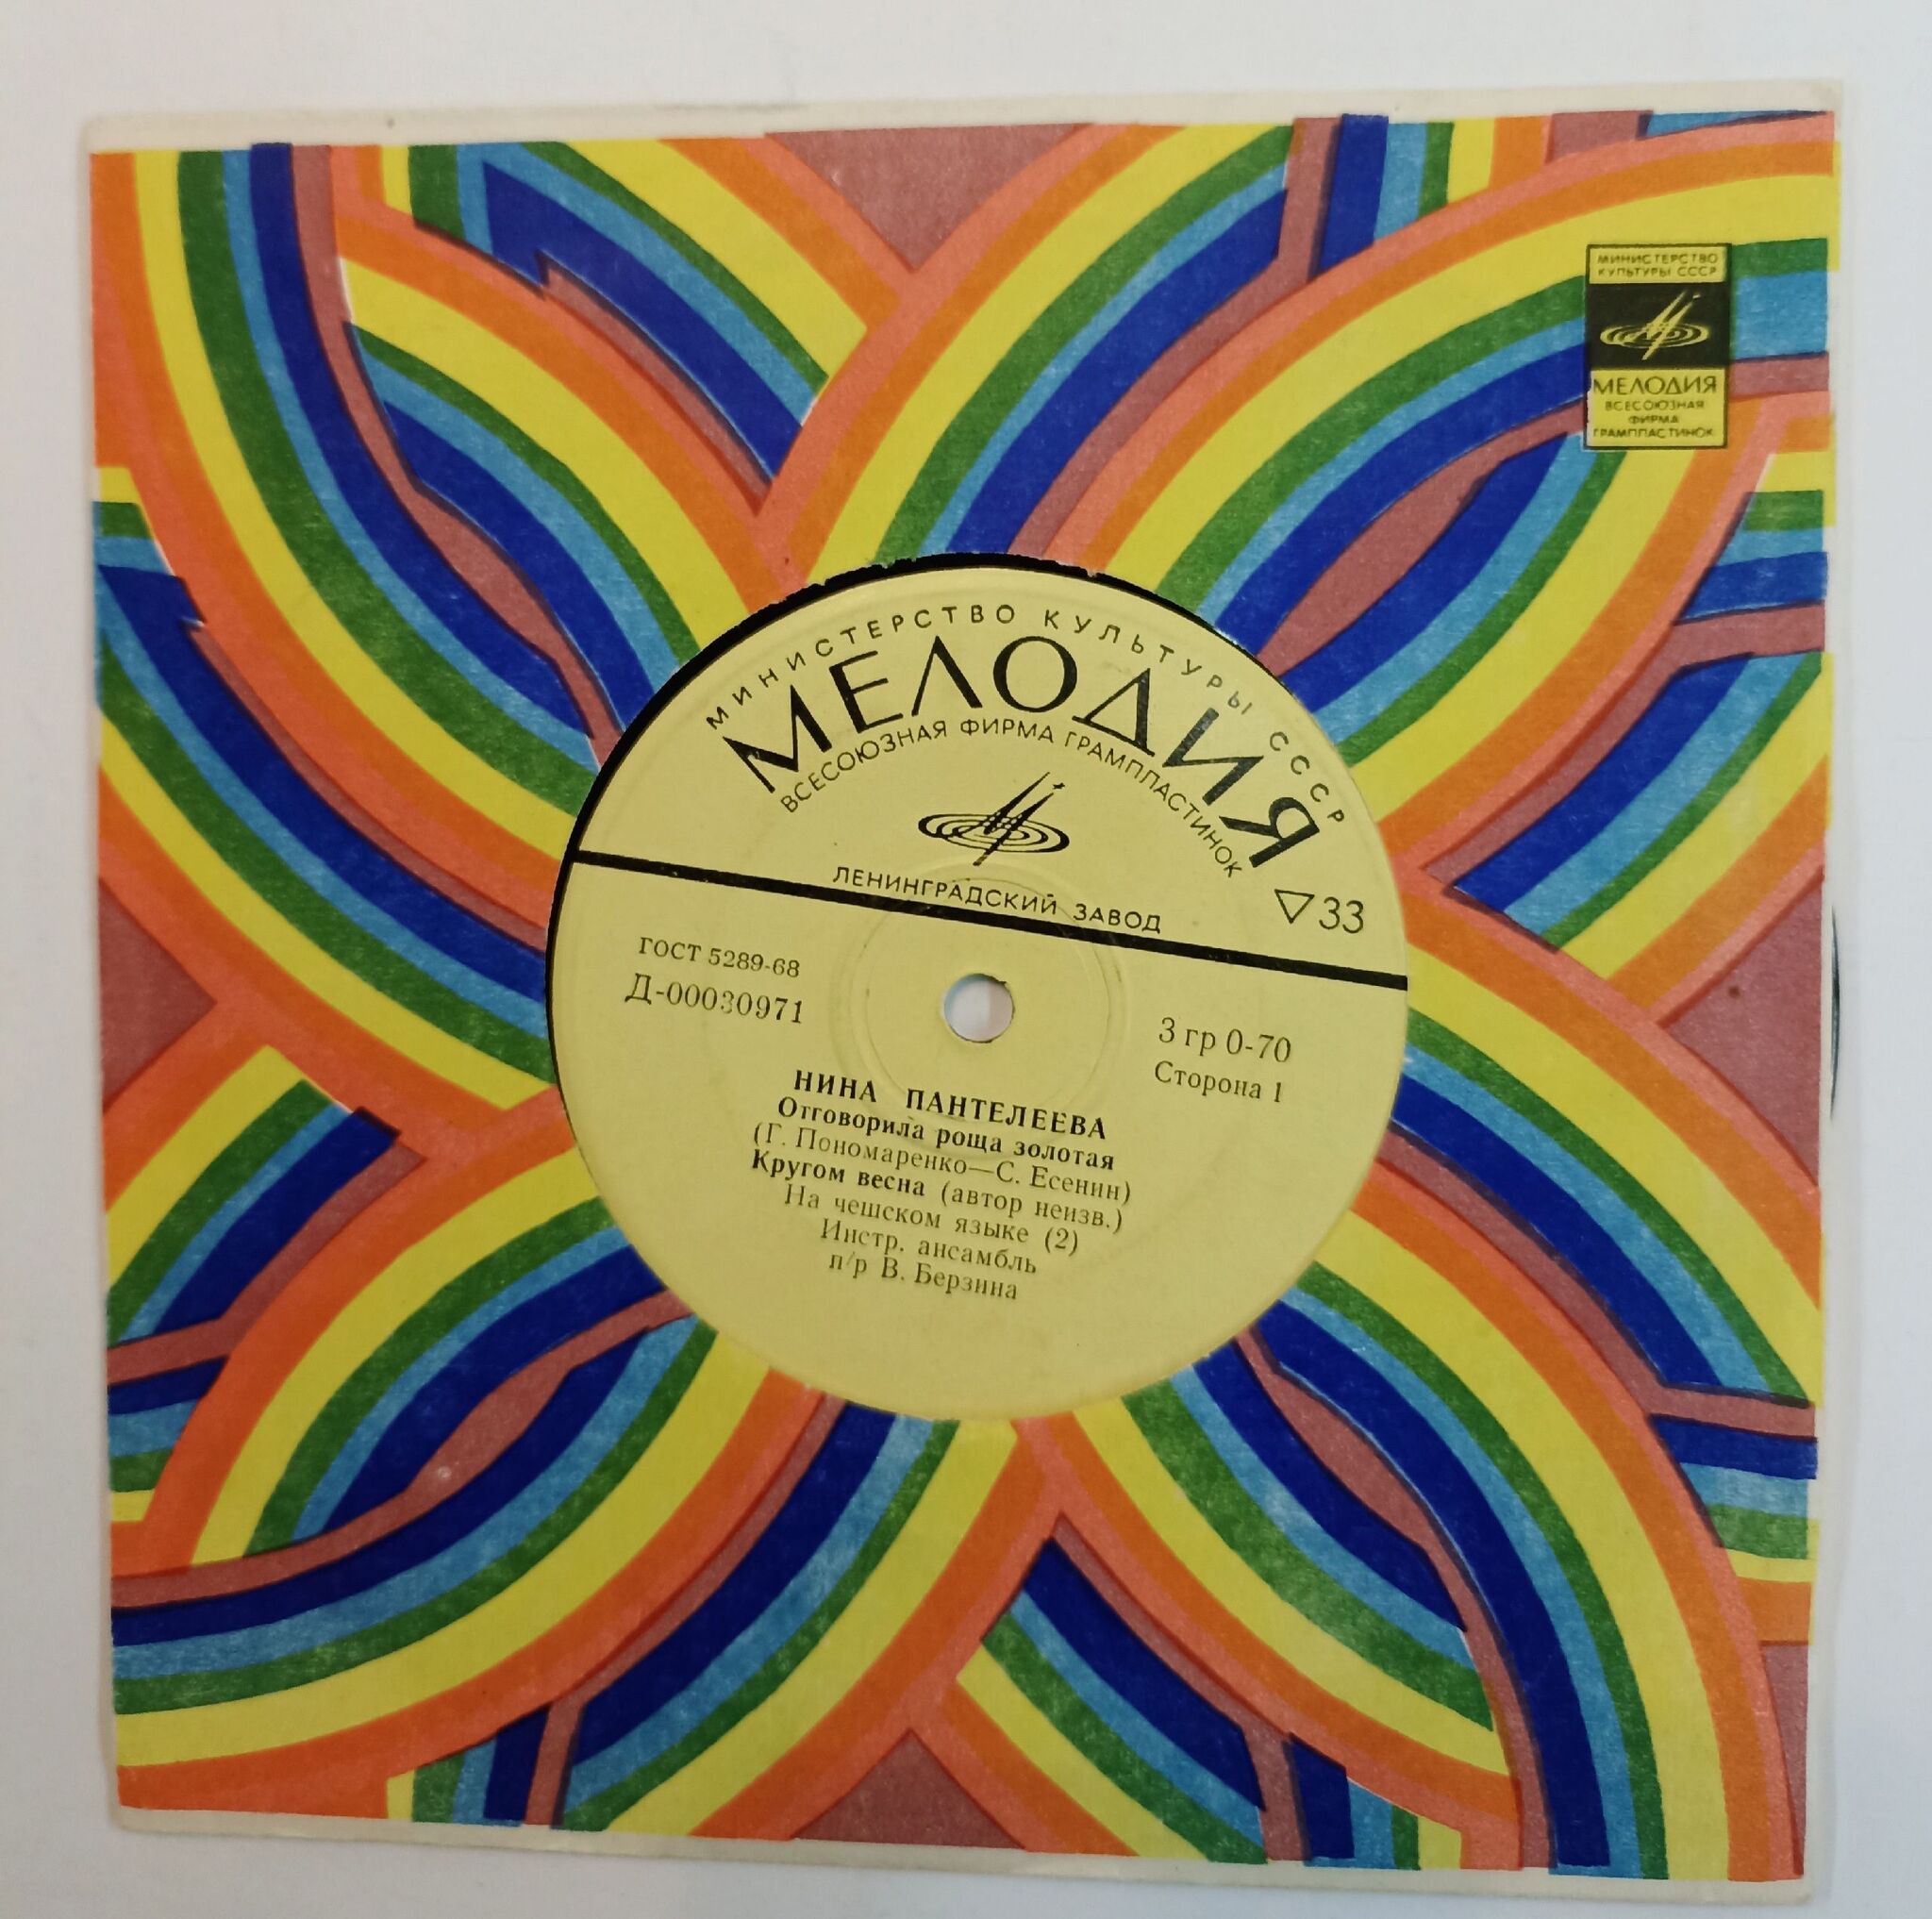 МИНИСТЕРСТВО
КУЛЬТУРЫ СССР
МЕЛОДИЯ
ВСЕСОЮЗНАЯ
ФИРМА
ГРАМПЛАСТИНОК
МИНИСТЕРСТВО КУЛЬТУРЫ СССР
МЕЛОДИЯ
ВСЕСОЮЗНАЯ ФИРМА ГРАМПЛАСТИНОК
ЛЕНИНГРАДСКИЙ ЗАВОД
▽33
ГОСТ 5289-68
Д-00030971
3 гр 0-70
Сторона 1
НИНА ПАНТЕЛЕЕВА
Отговорила роща золотая
(Г. Пономаренко—С. Есенин)
Кругом весна (автор неизв.)
На чешском языке (2)
Инстр. ансамбль
п/р В. Берзина